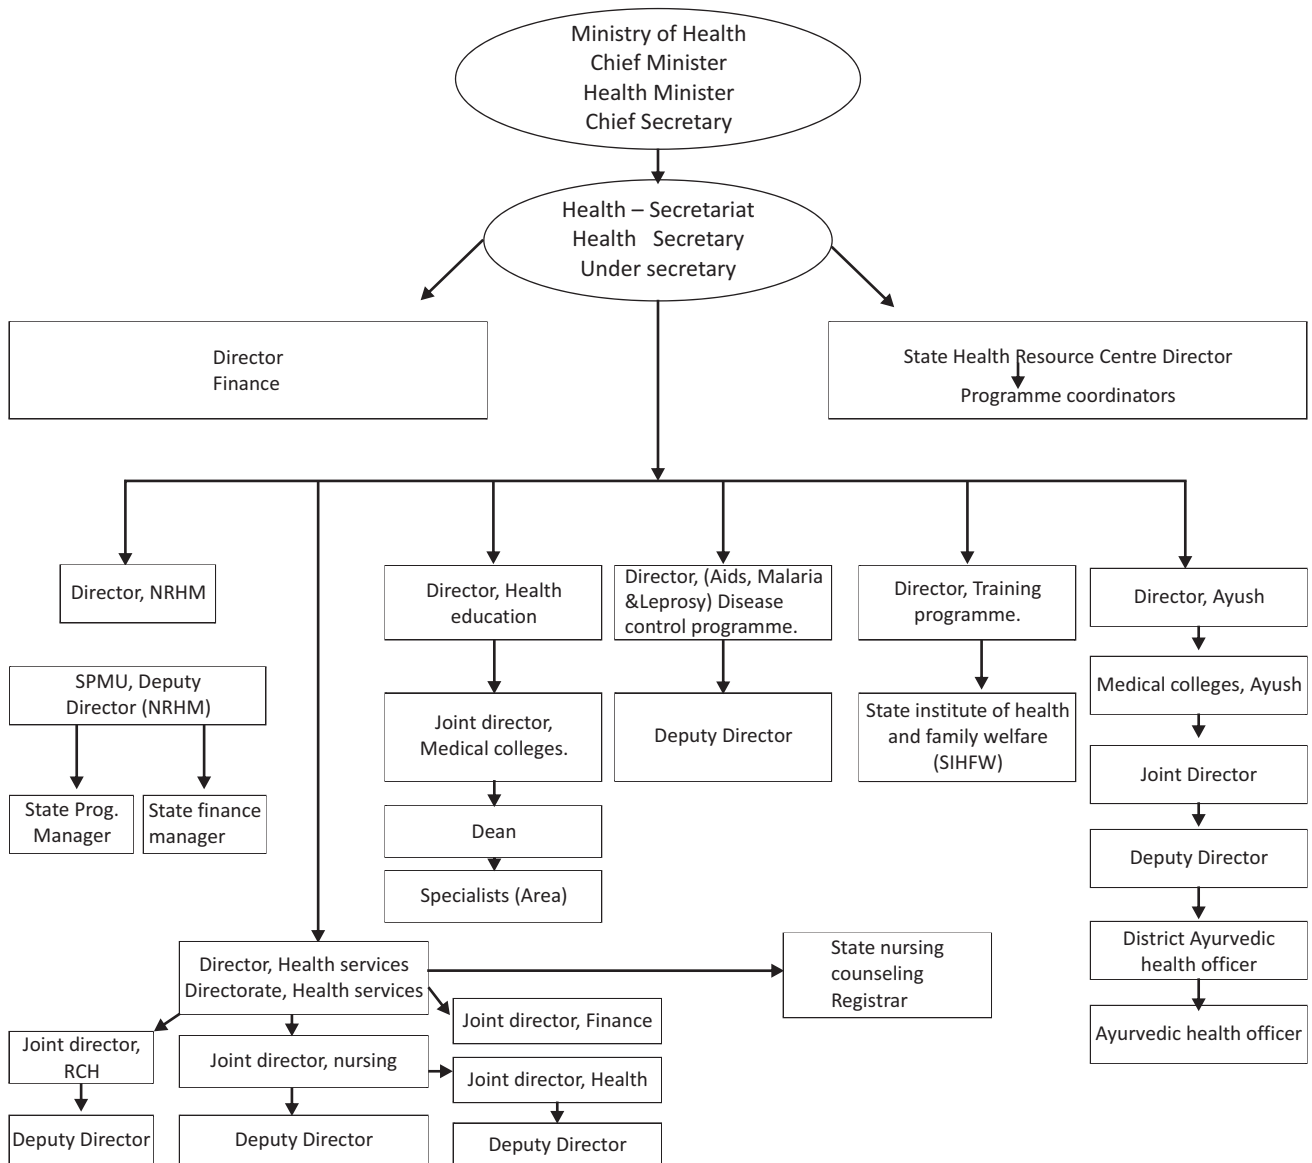 Ministry of Health
Chief Minister
Health Minister
Chief Secretary
Health – Secretariat
Health Secretary
Under secretary
Director
Finance
State Health Resource Centre Director
Programme coordinators
Director, NRHM
SPMU, Deputy
Director (NRHM)
State Prog.
Manager
State finance
manager
Director, Health
education
Joint director,
Medical colleges.
Dean
Specialists (Area)
Director, (Aids, Malaria
&Leprosy) Disease
control programme.
Deputy Director
Director, Training
programme.
State institute of health
and family welfare
(SIHFW)
Director, Ayush
Medical colleges, Ayush
Joint Director
Deputy Director
District Ayurvedic
health officer
Ayurvedic health officer
Director, Health services
Directorate, Health services
State nursing
counseling
Registrar
Joint director, Finance
Joint director,
RCH
Deputy Director
Joint director, nursing
Deputy Director
Joint director, Health
Deputy Director